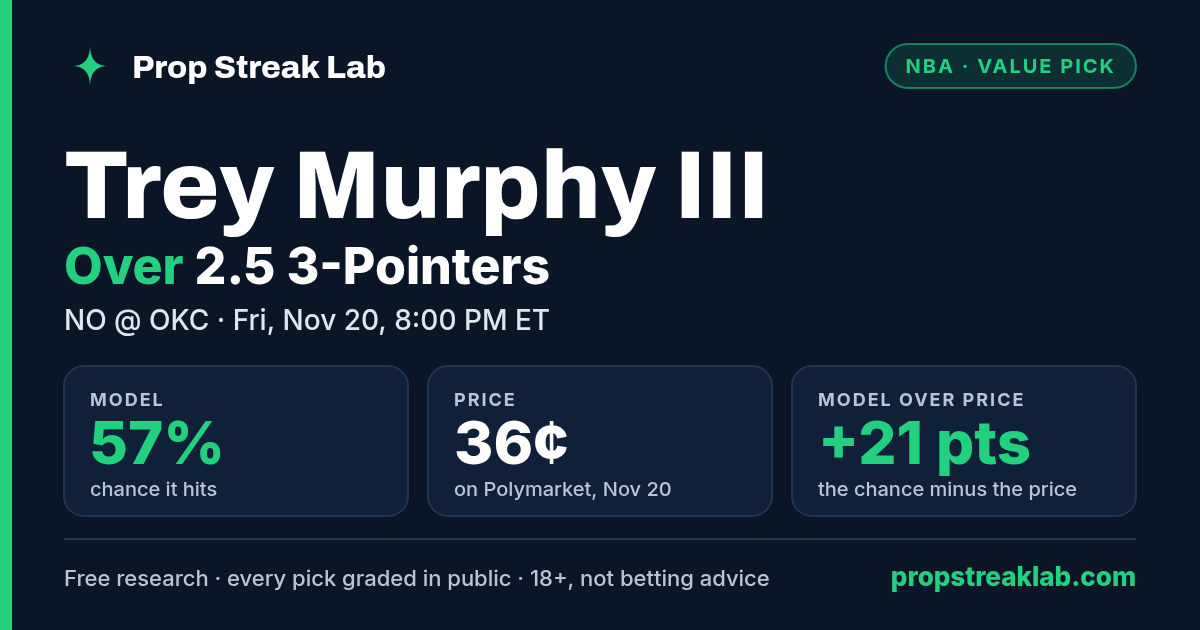 Prop Streak Lab
NBA · VALUE PICK
Trey Murphy III
Over 2.5 3-Pointers
NO @ OKC · Fri, Nov 20, 8:00 PM ET
MODEL
57%
chance it hits
PRICE
36¢
on Polymarket, Nov 20
MODEL OVER PRICE
+21 pts
the chance minus the price
Free research · every pick graded in public · 18+, not betting advice
propstreaklab.com